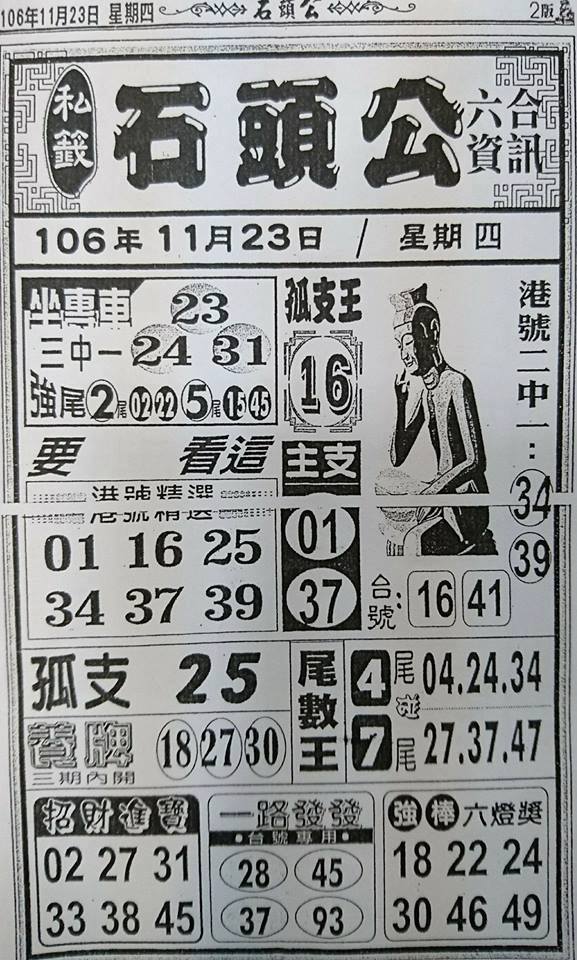 106年11月23日 星期四
石頭公
2版
私籤
石頭公
六合
資訊
106年11月23日 / 星期四
坐專車 23
三中一 24 31
強尾 2尾 02 22 5尾 15 45
孤支王
16
港號二中一:
34
39
要 看這
港號精選
港號精選
01 16 25
34 37 39
主支
01
37
台號: 16 41
孤支 25
養牌 18 27 30
三期內開
尾數王
4尾 04.24.34
碰
7尾 27.37.47
招財進寶
02 27 31
33 38 45
一路發發
•台號專用•
28 45
37 93
強棒六燈獎
18 22 24
30 46 49